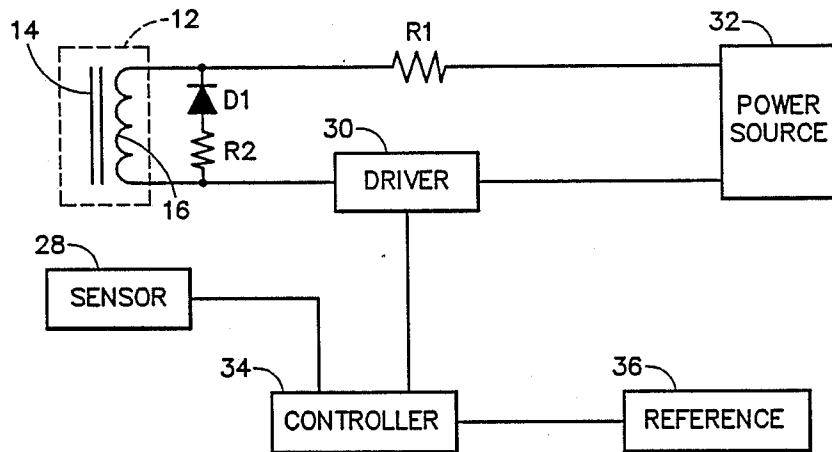 12
14
R1
32
D1
R2
30
POWER
SOURCE
DRIVER
16
28
SENSOR
34
36
CONTROLLER
REFERENCE